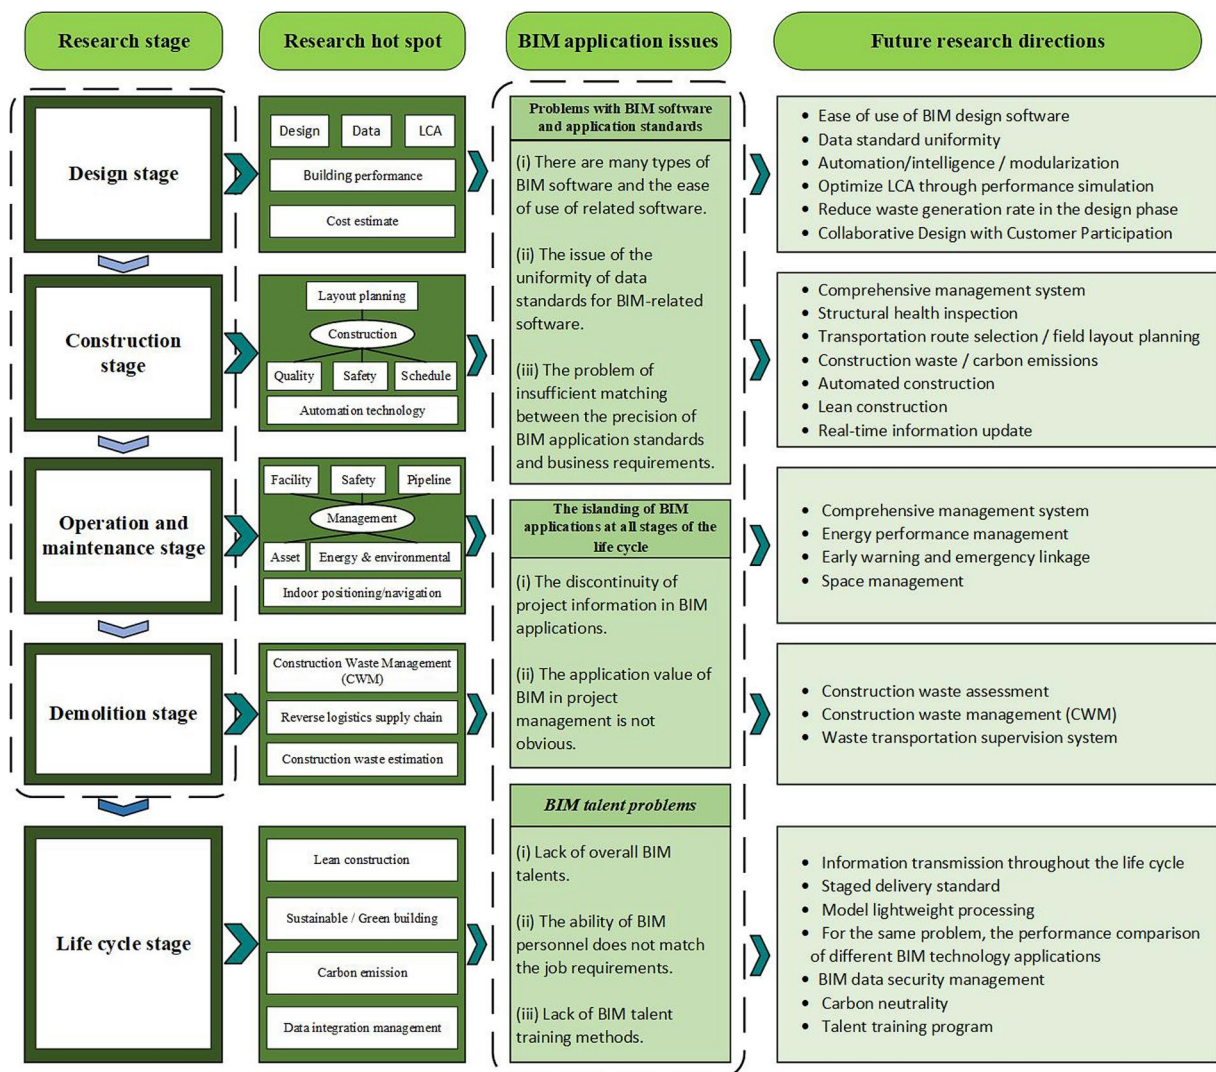 Research stage
Research hot spot
BIM application issues
Future research directions
Design stage
Design
Data
LCA
Building performance
Cost estimate
Construction
stage
Layout planning
Construction
Quality
Safety
Schedule
Automation technology
Operation and
maintenance stage
Facility
Safety
Pipeline
Management
Asset
Energy & environmental
Indoor positioning/navigation
Demolition stage
Construction Waste Management
(CWM)
Reverse logistics supply chain
Construction waste estimation
Life cycle stage
Lean construction
Sustainable / Green building
Carbon emission
Data integration management
Problems with BIM software
and application standards
(i) There are many types of
BIM software and the ease
of use of related software.
(ii) The issue of the
uniformity of data
standards for BIM-related
software.
(iii) The problem of
insufficient matching
between the precision of
BIM application standards
and business requirements.
The islanding of BIM
applications at all stages of the
life cycle
(i) The discontinuity of
project information in BIM
applications.
(ii) The application value of
BIM in project
management is not
obvious.
BIM talent problems
(i) Lack of overall BIM
talents.
(ii) The ability of BIM
personnel does not match
the job requirements.
(iii) Lack of BIM talent
training methods.
• Ease of use of BIM design software
• Data standard uniformity
• Automation/intelligence / modularization
• Optimize LCA through performance simulation
• Reduce waste generation rate in the design phase
• Collaborative Design with Customer Participation
• Comprehensive management system
• Structural health inspection
• Transportation route selection / field layout planning
• Construction waste / carbon emissions
• Automated construction
• Lean construction
• Real-time information update
• Comprehensive management system
• Energy performance management
• Early warning and emergency linkage
• Space management
• Construction waste assessment
• Construction waste management (CWM)
• Waste transportation supervision system
• Information transmission throughout the life cycle
• Staged delivery standard
• Model lightweight processing
• For the same problem, the performance comparison
of different BIM technology applications
• BIM data security management
• Carbon neutrality
• Talent training program